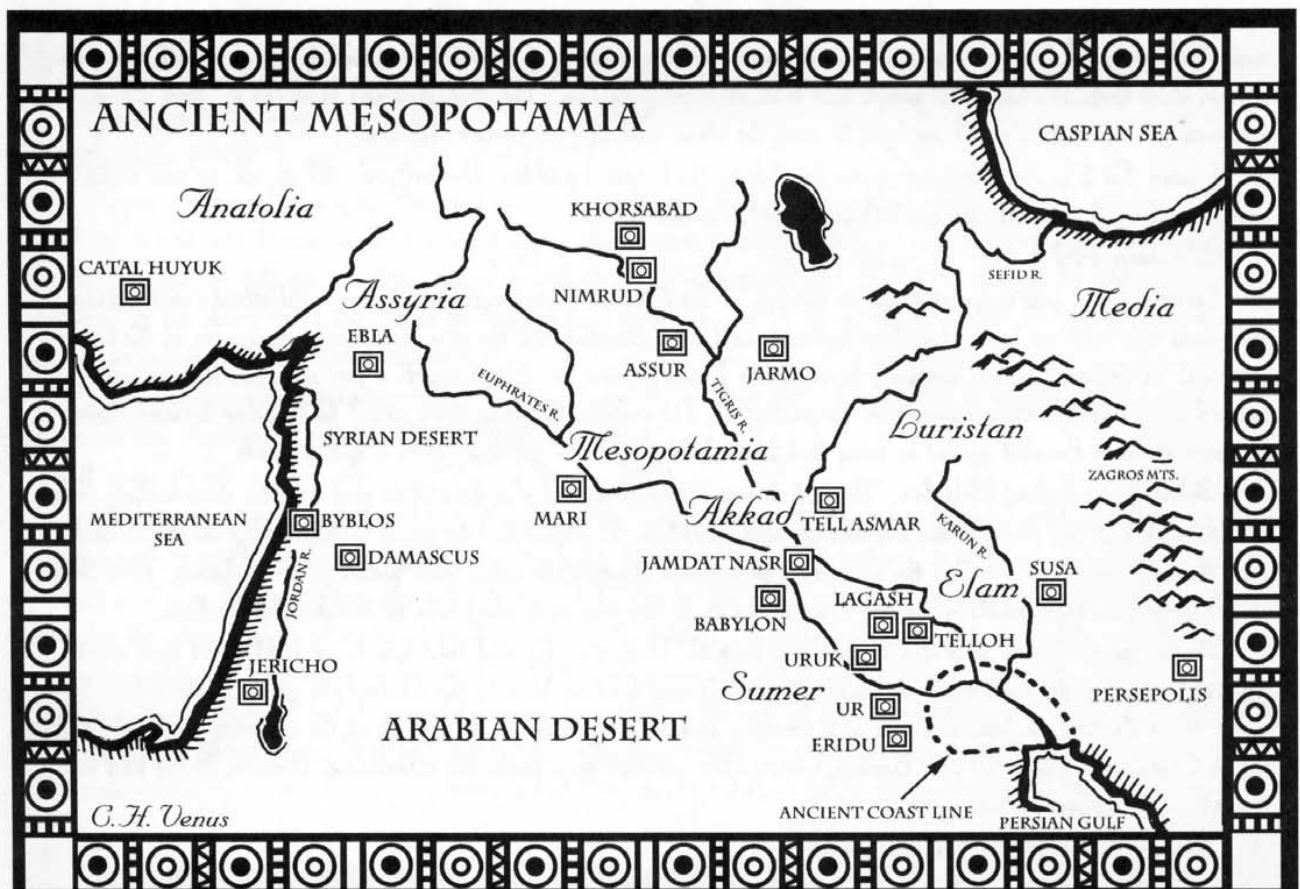 ANCIENT MESOPOTAMIA
CASPIAN SEA
Anatolia
KHORSABAD
CATAL HUYUK
SEFID R.
Assyria
NIMRUD
Media
EBLA
ASSUR
JARMO
EUPHRATES R.
TIGRIS R.
SYRIAN DESERT
Mesopotamia
Luristan
ZAGROS MTS.
MEDITERRANEAN
SEA
BYBLOS
MARI
Akkad
TELL ASMAR
KARUN R.
DAMASCUS
JORDAN R.
JAMDAT NASR
SUSA
Elam
LAGASH
BABYLON
TELLOH
JERICHO
URUK
Sumer
PERSEPOLIS
UR
ARABIAN DESERT
ERIDU
ANCIENT COAST LINE
PERSIAN GULF
C. H. Venus